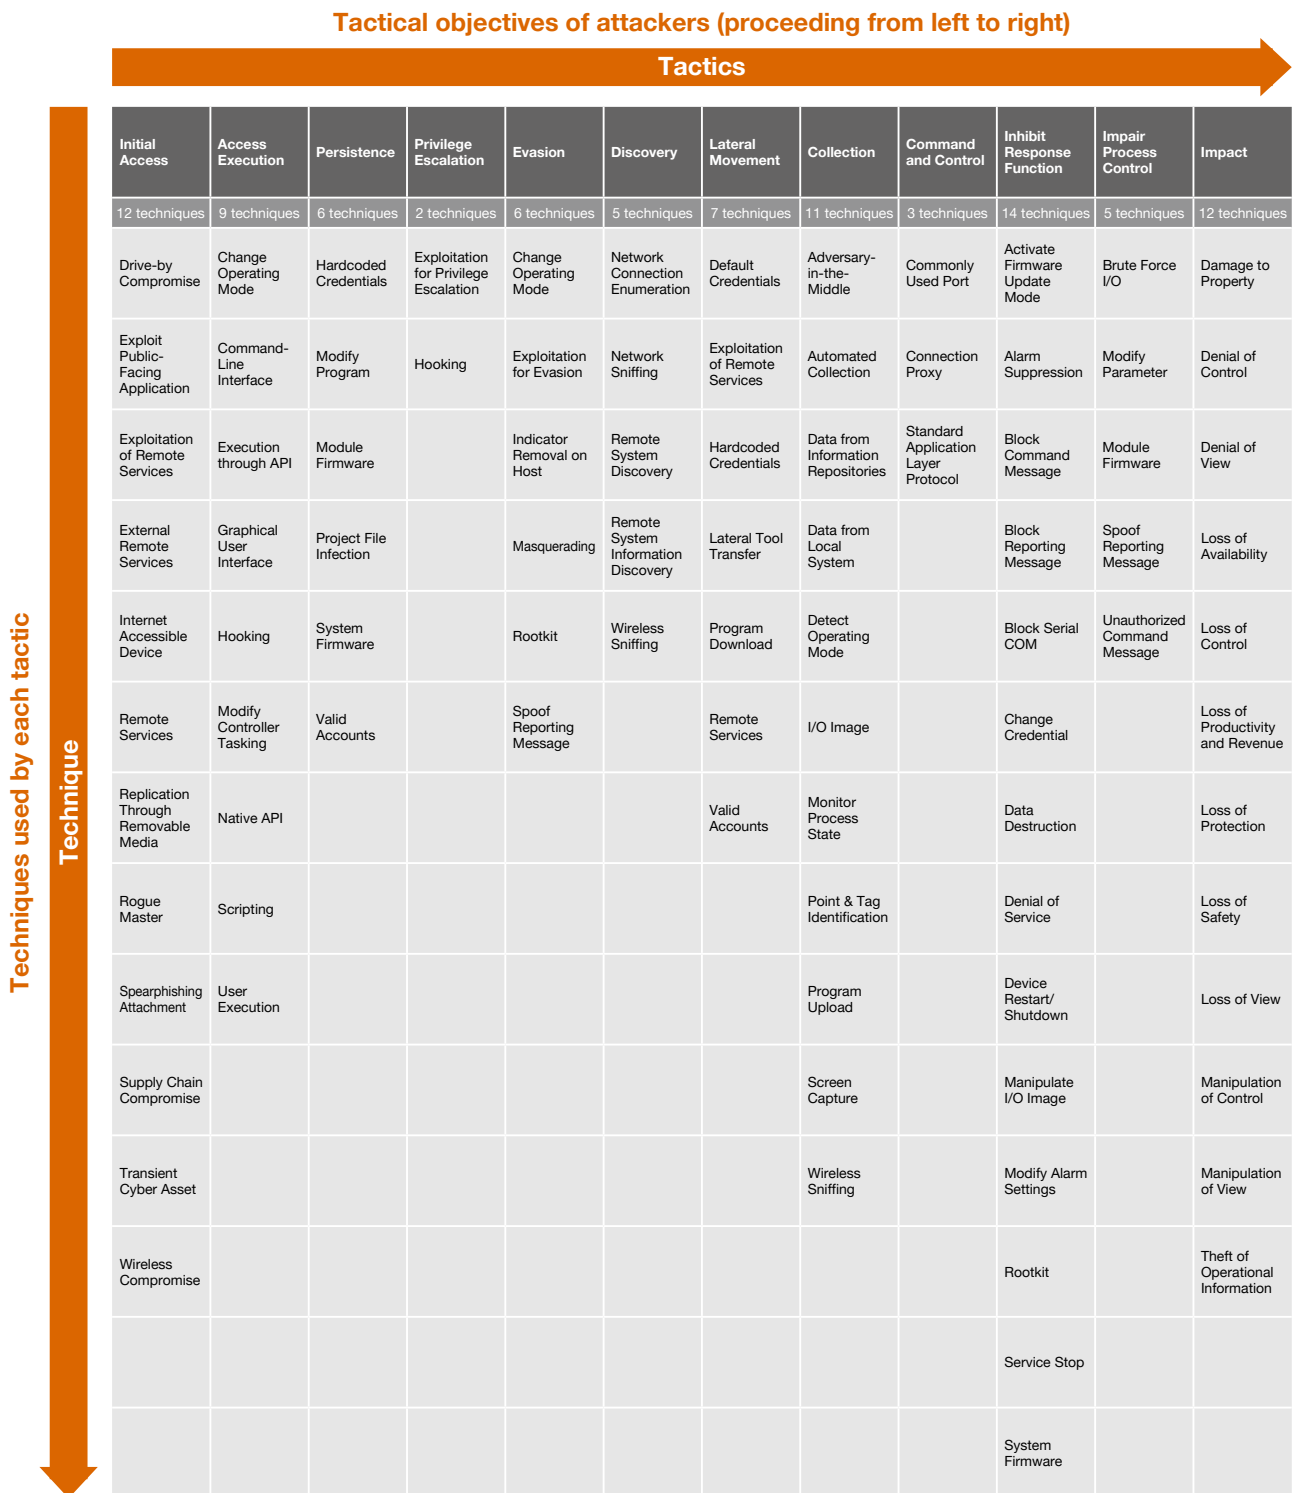 Tactical objectives of attackers (proceeding from left to right)
Tactics
Techniques used by each tactic
Technique
Initial
Access
Access
Execution
Persistence
Privilege
Escalation
Evasion
Discovery
Lateral
Movement
Collection
Command
and Control
Inhibit
Response
Function
Impair
Process
Control
Impact
12 techniques
9 techniques
6 techniques
2 techniques
6 techniques
5 techniques
7 techniques
11 techniques
3 techniques
14 techniques
5 techniques
12 techniques
Drive-by
Compromise
Change
Operating
Mode
Hardcoded
Credentials
Exploitation
for Privilege
Escalation
Change
Operating
Mode
Network
Connection
Enumeration
Default
Credentials
Adversary-
in-the-
Middle
Commonly
Used Port
Activate
Firmware
Update
Mode
Brute Force
I/O
Damage to
Property
Exploit
Public-
Facing
Application
Command-
Line
Interface
Modify
Program
Hooking
Exploitation
for Evasion
Network
Sniffing
Exploitation
of Remote
Services
Automated
Collection
Connection
Proxy
Alarm
Suppression
Modify
Parameter
Denial of
Control
Exploitation
of Remote
Services
Execution
through API
Module
Firmware
Indicator
Removal on
Host
Remote
System
Discovery
Hardcoded
Credentials
Data from
Information
Repositories
Standard
Application
Layer
Protocol
Block
Command
Message
Module
Firmware
Denial of
View
External
Remote
Services
Graphical
User
Interface
Project File
Infection
Masquerading
Remote
System
Information
Discovery
Lateral Tool
Transfer
Data from
Local
System
Block
Reporting
Message
Spoof
Reporting
Message
Loss of
Availability
Internet
Accessible
Device
Hooking
System
Firmware
Rootkit
Wireless
Sniffing
Program
Download
Detect
Operating
Mode
Block Serial
COM
Unauthorized
Command
Message
Loss of
Control
Remote
Services
Modify
Controller
Tasking
Valid
Accounts
Spoof
Reporting
Message
Remote
Services
I/O Image
Change
Credential
Loss of
Productivity
and Revenue
Replication
Through
Removable
Media
Native API
Valid
Accounts
Monitor
Process
State
Data
Destruction
Loss of
Protection
Rogue
Master
Scripting
Point & Tag
Identification
Denial of
Service
Loss of
Safety
Spearphishing
Attachment
User
Execution
Program
Upload
Device
Restart/
Shutdown
Loss of View
Supply Chain
Compromise
Screen
Capture
Manipulate
I/O Image
Manipulation
of Control
Transient
Cyber Asset
Wireless
Sniffing
Modify Alarm
Settings
Manipulation
of View
Wireless
Compromise
Rootkit
Theft of
Operational
Information
Service Stop
System
Firmware